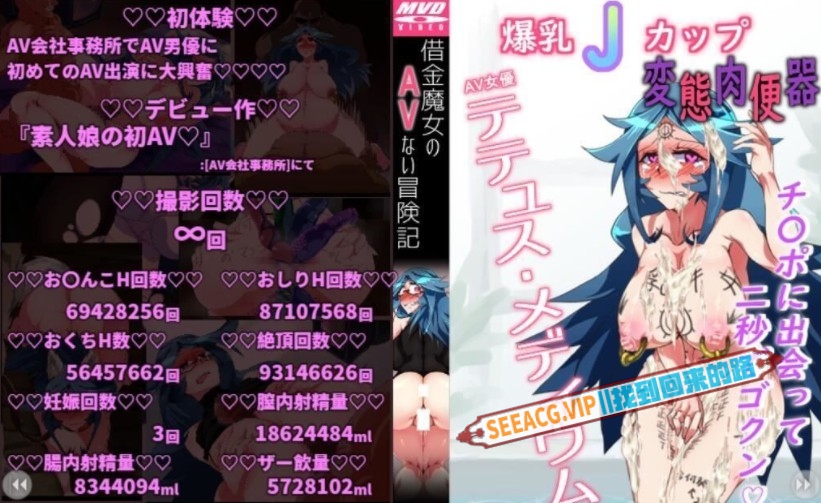 ♡♡初体験♡♡
AV会社事務所でAV男優に
初めてのAV出演に大興奮♡♡♡♡
♡♡デビュー作♡♡
『素人娘の初AV♡』
:[AV会社事務所]にて
♡♡撮影回数♡♡
∞回
♡♡お〇んこH回数♡♡
69428256回
♡♡おしりH回数♡♡
87107568回
♡♡おくちH数♡♡
56457662回
♡♡絶頂回数♡♡
93146626回
♡♡妊娠回数♡♡
3回
♡♡膣内射精量♡♡
18624484ml
♡♡腸内射精量♡♡
8344094ml
♡♡ザー飲量♡♡
5728102ml
MVD
VIDEO
借金魔女の
AVない冒険記
爆乳Jカップ
変態肉便器
AV女優
テテュス・メディウム
チ〇ポに出会って
二秒でゴクン♡
SEEACG.VIP||找到回来的路